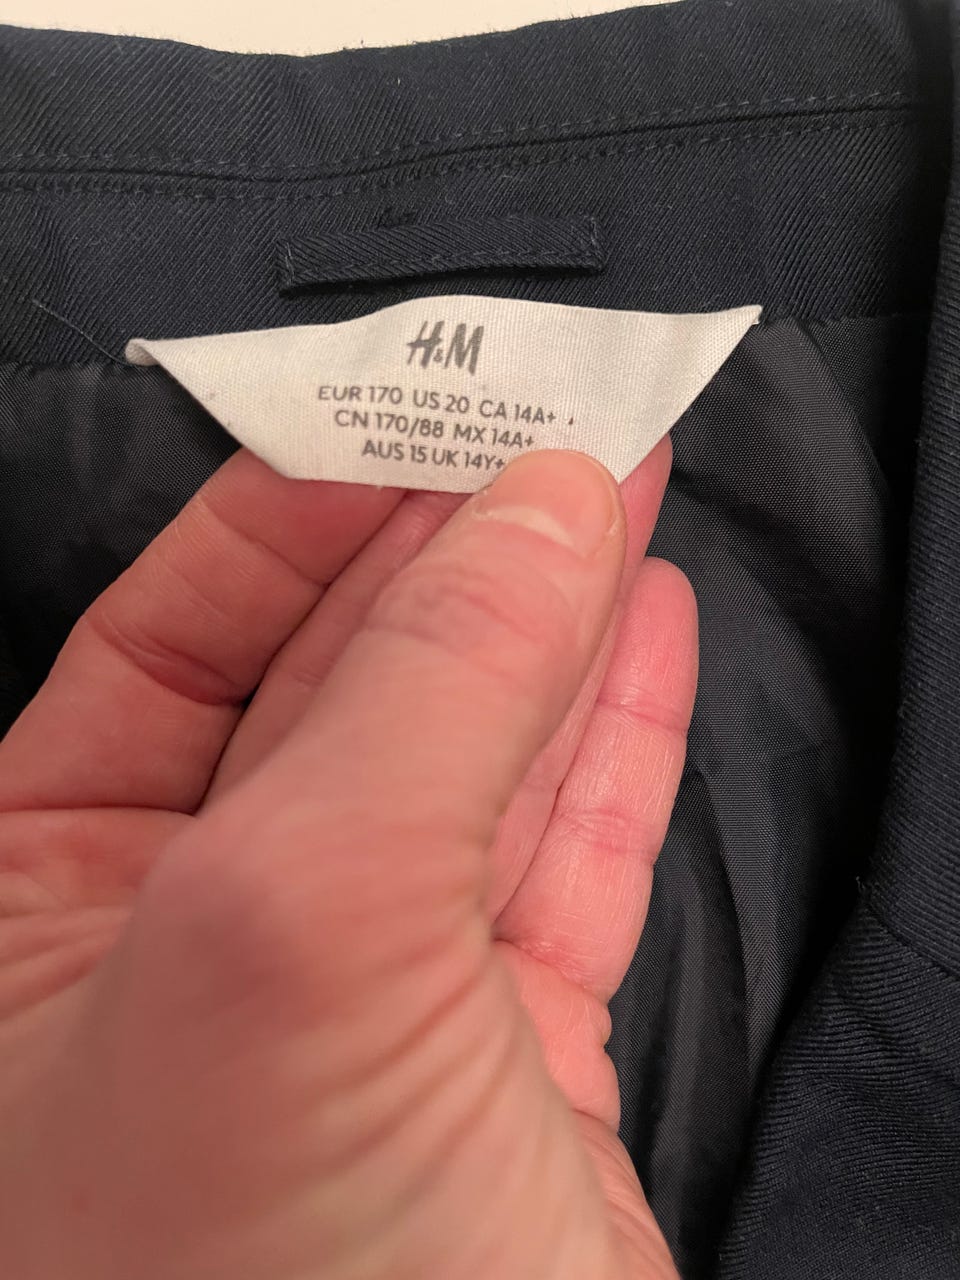 H&M
EUR 170 US 20 CA 14A+
CN 170/88 MX 14A+
AUS 15 UK 14Y+